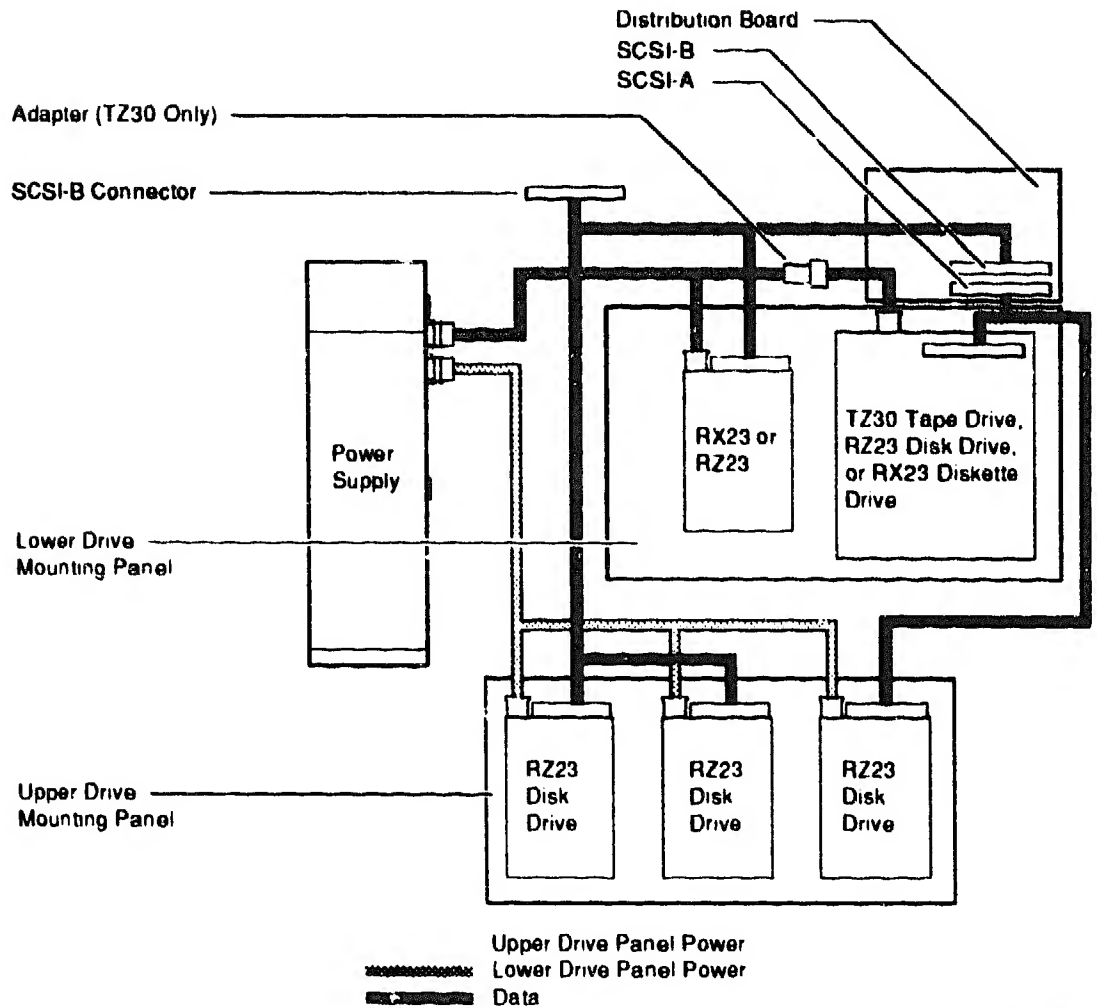 Distribution Board
SCSI-B
SCSI-A
Adapter (TZ30 Only)
SCSI-B Connector
Power
Supply
RX23 or
RZ23
TZ30 Tape Drive,
RZ23 Disk Drive,
or RX23 Diskette
Drive
Lower Drive
Mounting Panel
Upper Drive
Mounting Panel
RZ23
Disk
Drive
RZ23
Disk
Drive
RZ23
Disk
Drive
Upper Drive Panel Power
Lower Drive Panel Power
Data